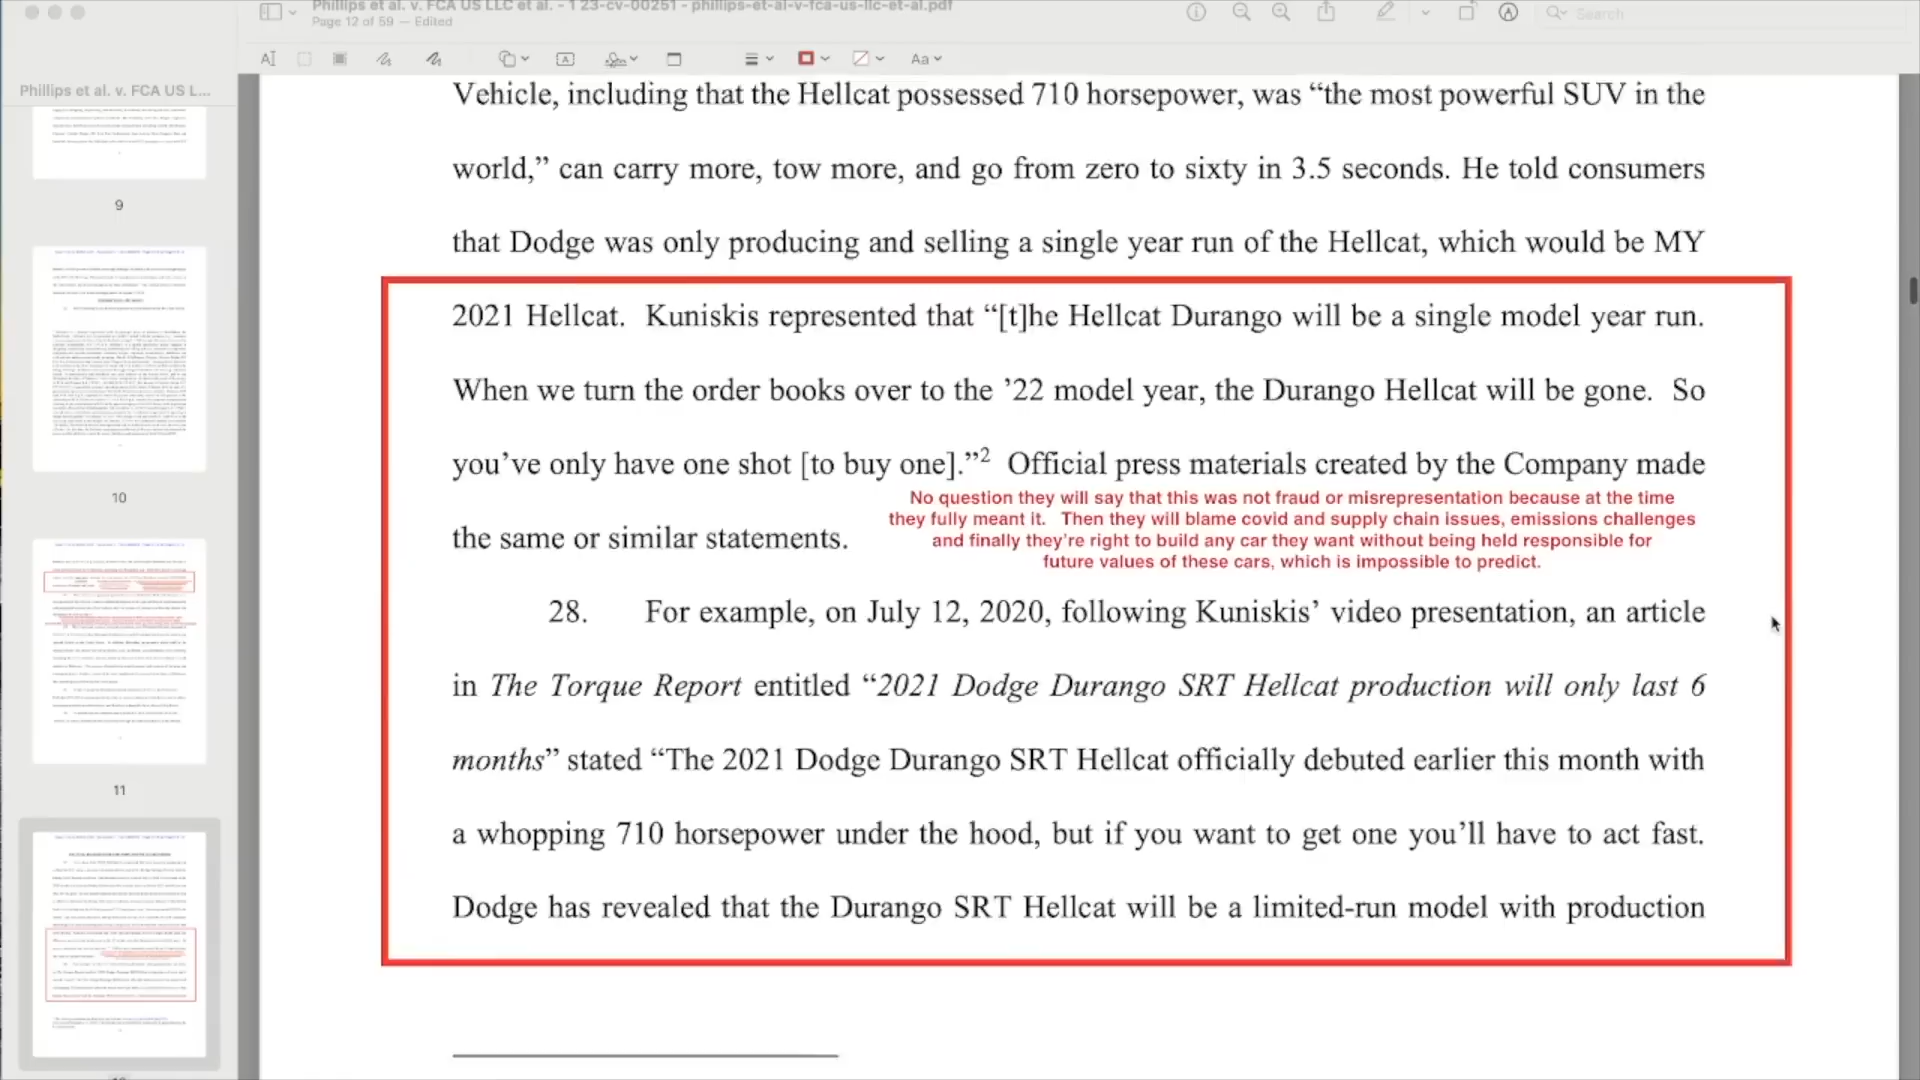 Phillips et al. v. FCA US LLC et al. - 1 23-cv-00251 - phillips-et-al-v-fca-us-llc-et-al.pdf
Page 12 of 59 — Edited
Search
Aa
Phillips et al. v. FCA US L...
9
10
11
Vehicle, including that the Hellcat possessed 710 horsepower, was “the most powerful SUV in the
world,” can carry more, tow more, and go from zero to sixty in 3.5 seconds. He told consumers
that Dodge was only producing and selling a single year run of the Hellcat, which would be MY
2021 Hellcat. Kuniskis represented that “[t]he Hellcat Durango will be a single model year run.
When we turn the order books over to the ’22 model year, the Durango Hellcat will be gone. So
you’ve only have one shot [to buy one].”2 Official press materials created by the Company made
the same or similar statements.
No question they will say that this was not fraud or misrepresentation because at the time
they fully meant it. Then they will blame covid and supply chain issues, emissions challenges
and finally they’re right to build any car they want without being held responsible for
future values of these cars, which is impossible to predict.
28. For example, on July 12, 2020, following Kuniskis’ video presentation, an article
in The Torque Report entitled “2021 Dodge Durango SRT Hellcat production will only last 6
months” stated “The 2021 Dodge Durango SRT Hellcat officially debuted earlier this month with
a whopping 710 horsepower under the hood, but if you want to get one you’ll have to act fast.
Dodge has revealed that the Durango SRT Hellcat will be a limited-run model with production